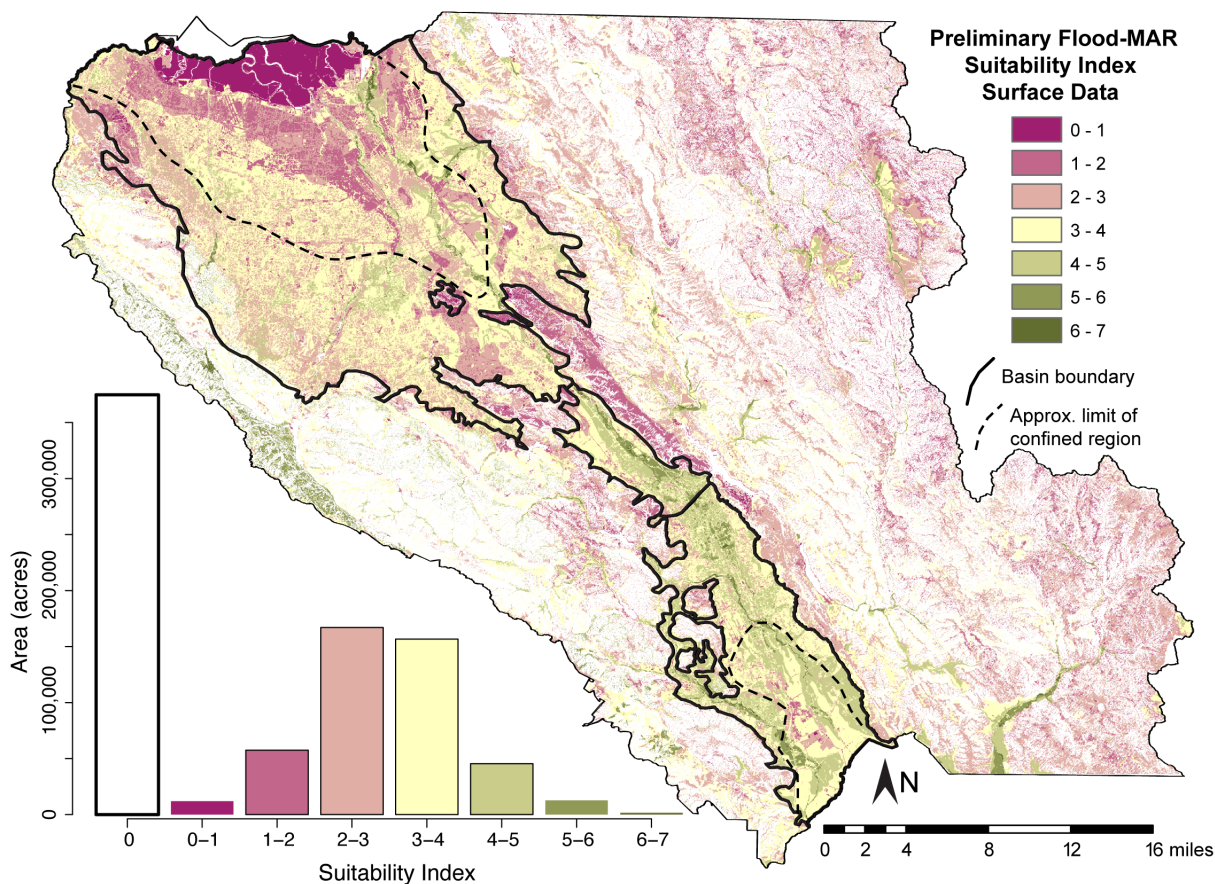 Preliminary Flood-MAR
Suitability Index
Surface Data
0 - 1
1 - 2
2 - 3
3 - 4
4 - 5
5 - 6
6 - 7
Basin boundary
Approx. limit of
confined region
Area (acres)
300,000
200,000
100,000
0
0
0–1
1–2
2–3
3–4
4–5
5–6
6–7
Suitability Index
N
0 2 4 8 12 16 miles